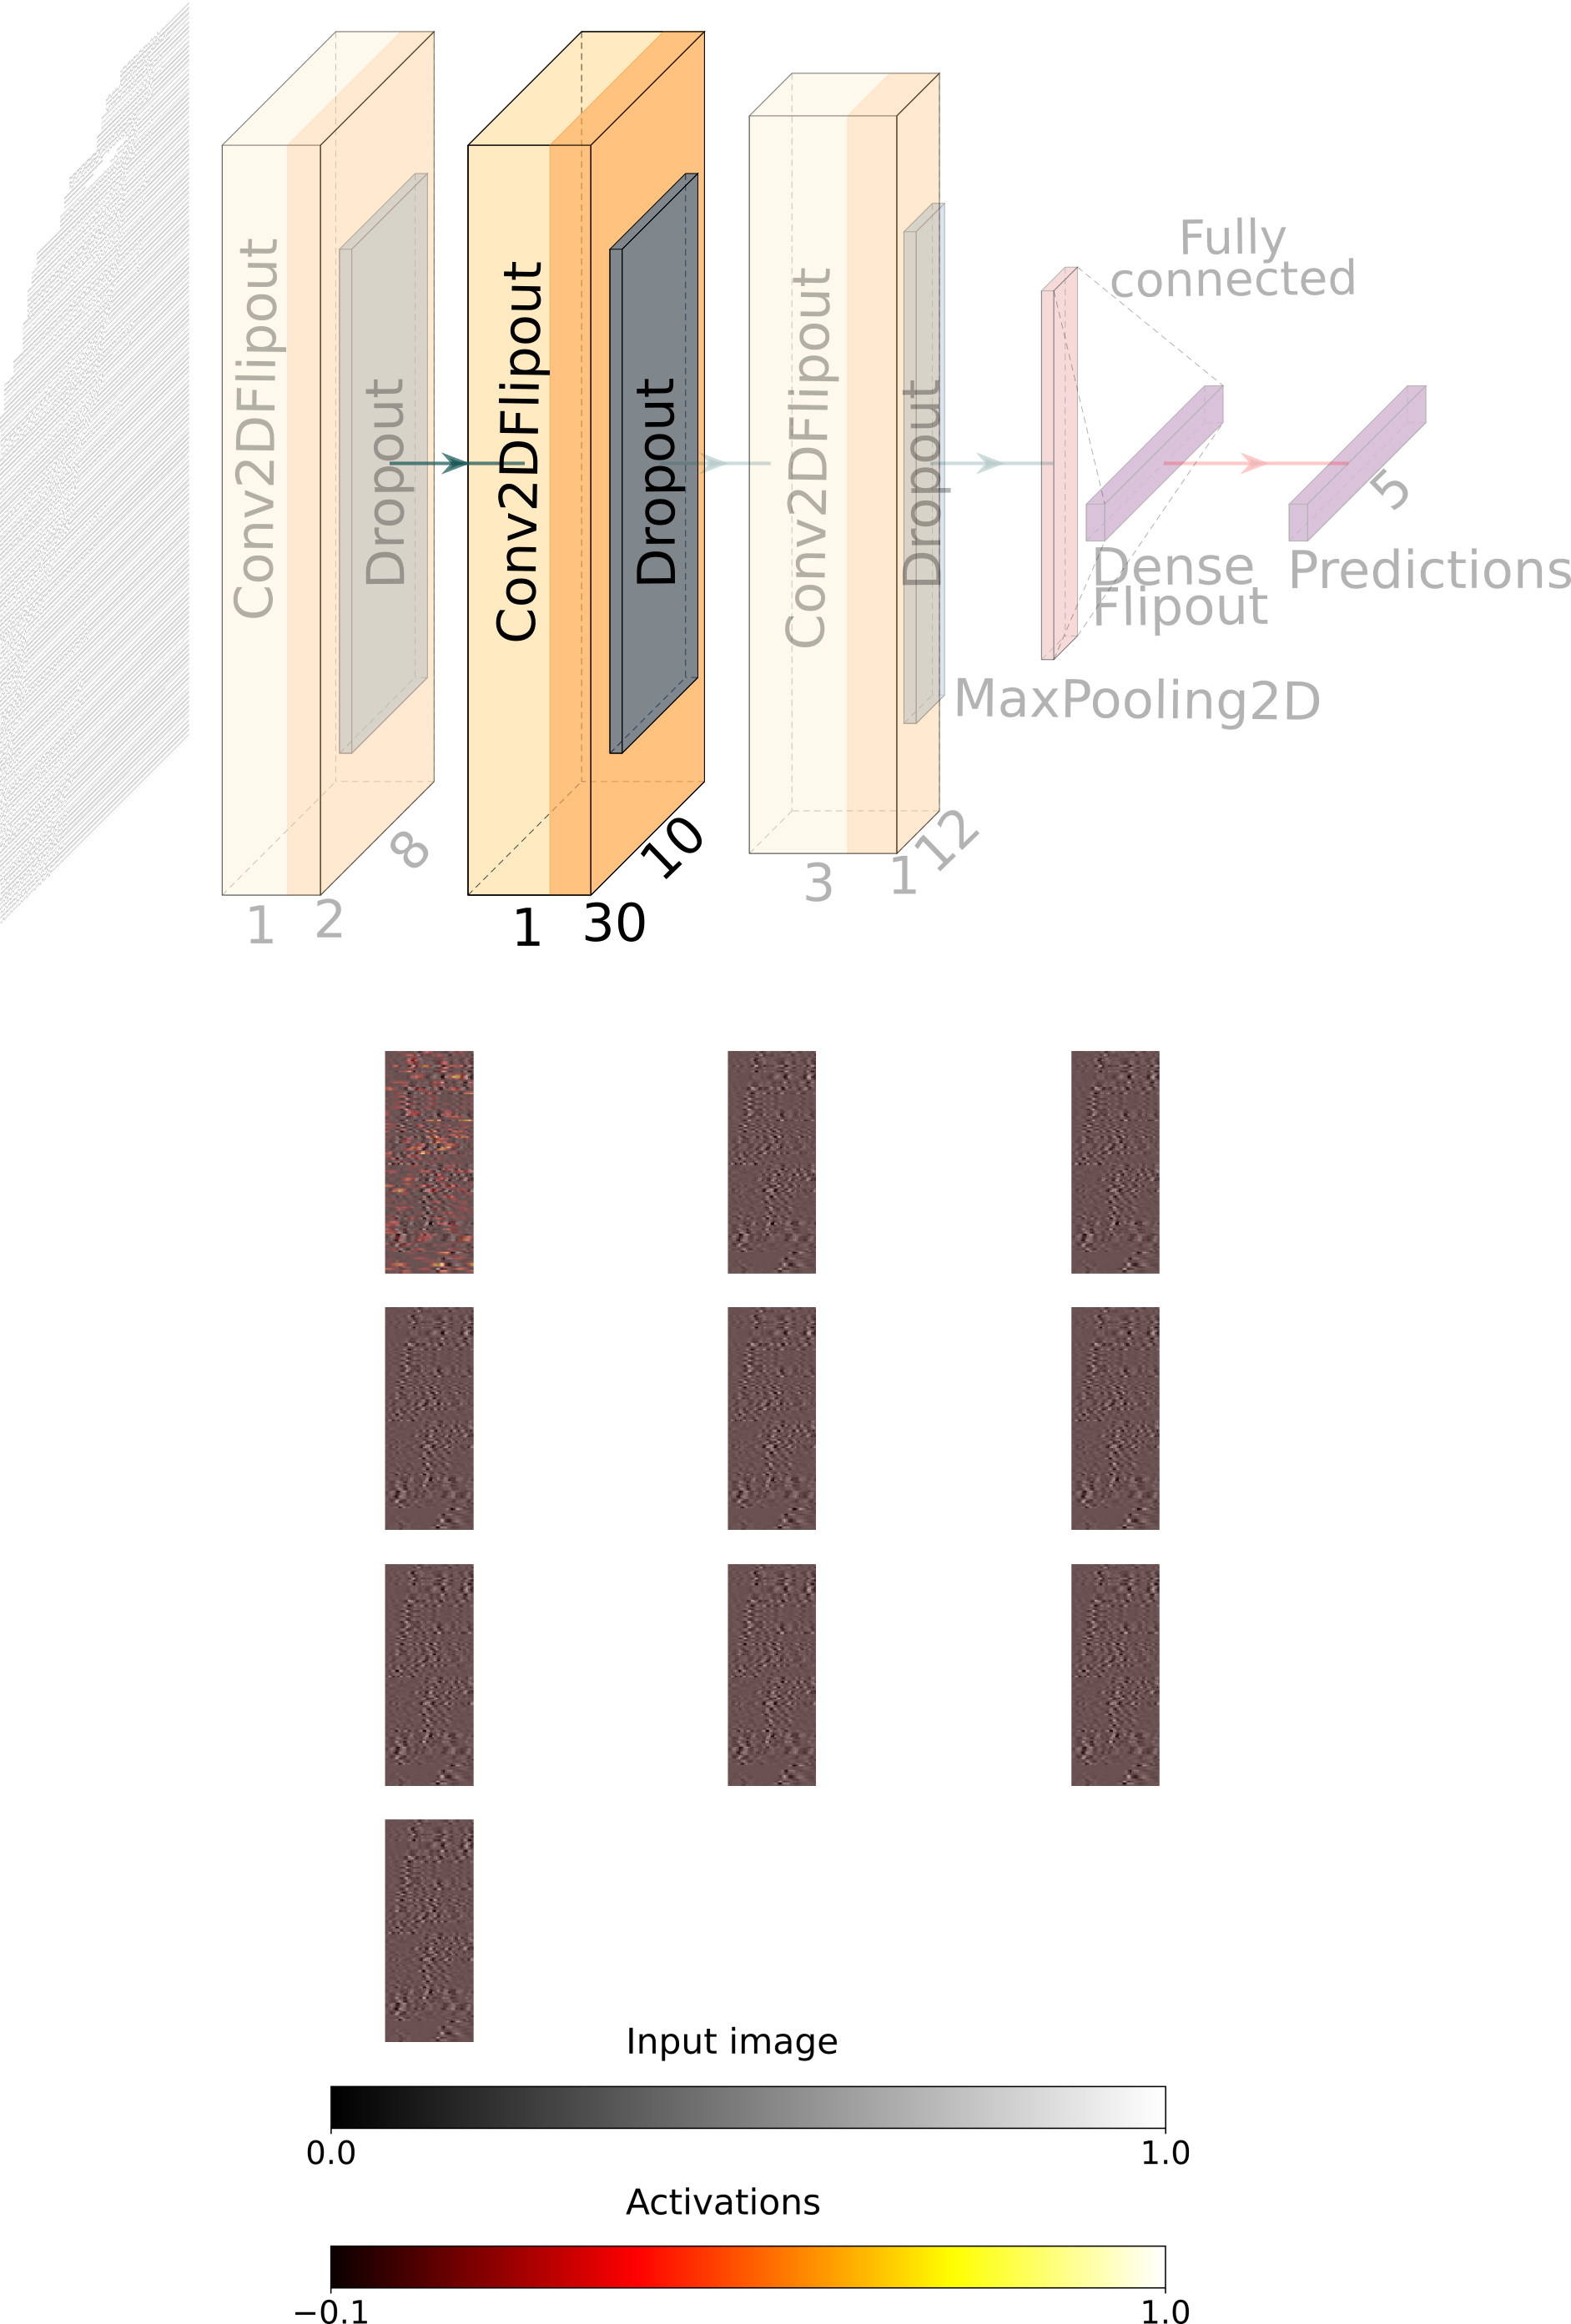 Conv2DFlipout
Dropout
8
1 2
Conv2DFlipout
Dropout
10
1 30
Conv2DFlipout
Dropout
12
3 1
Fully
connected
MaxPooling2D
Dense
Flipout
5
Predictions
Input image
0.0 1.0
Activations
−0.1 1.0